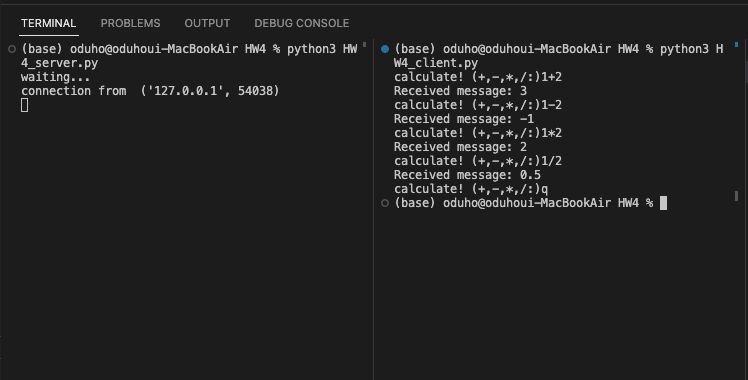 TERMINAL PROBLEMS OUTPUT DEBUG CONSOLE
(base) oduho@oduhoui-MacBookAir HW4 % python3 HW
4_server.py
waiting...
connection from  ('127.0.0.1', 54038)
(base) oduho@oduhoui-MacBookAir HW4 % python3 H
W4_client.py
calculate! (+,-,*,/:)1+2
Received message: 3
calculate! (+,-,*,/:)1-2
Received message: -1
calculate! (+,-,*,/:)1*2
Received message: 2
calculate! (+,-,*,/:)1/2
Received message: 0.5
calculate! (+,-,*,/:)q
(base) oduho@oduhoui-MacBookAir HW4 %